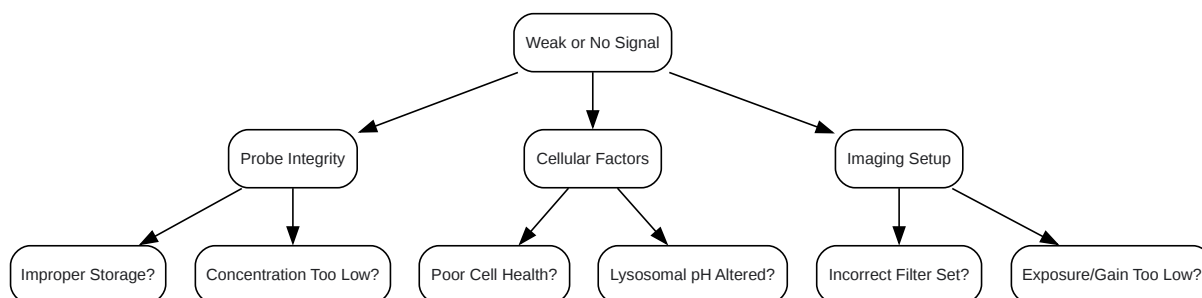 Weak or No Signal
Probe Integrity
Cellular Factors
Imaging Setup
Improper Storage?
Concentration Too Low?
Poor Cell Health?
Lysosomal pH Altered?
Incorrect Filter Set?
Exposure/Gain Too Low?